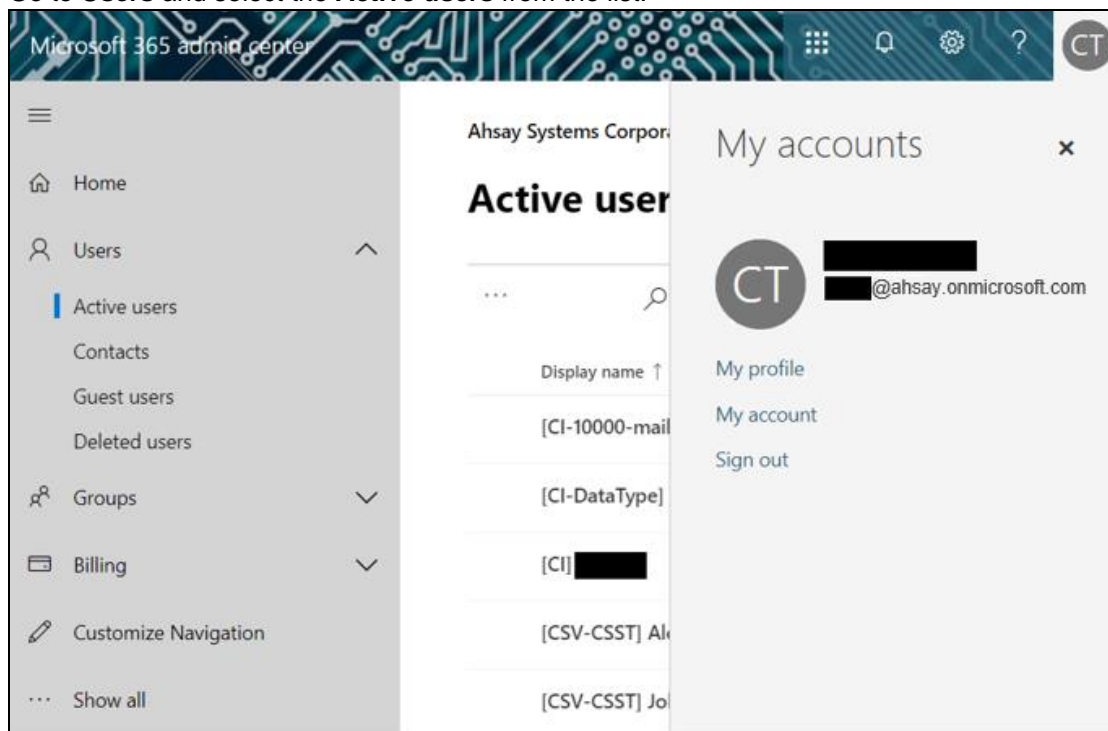 Go to Users and select the Active users from the list.
Microsoft 365 admin center
?
CT
Home
Users
Active users
Contacts
Guest users
Deleted users
Groups
Billing
Customize Navigation
Show all
Ahsay Systems Corpor
Active user
Display name ↑
[CI-10000-mail
[CI-DataType]
[CI]
[CSV-CSST] Al
[CSV-CSST] Jo
My accounts
CT
@ahsay.onmicrosoft.com
My profile
My account
Sign out